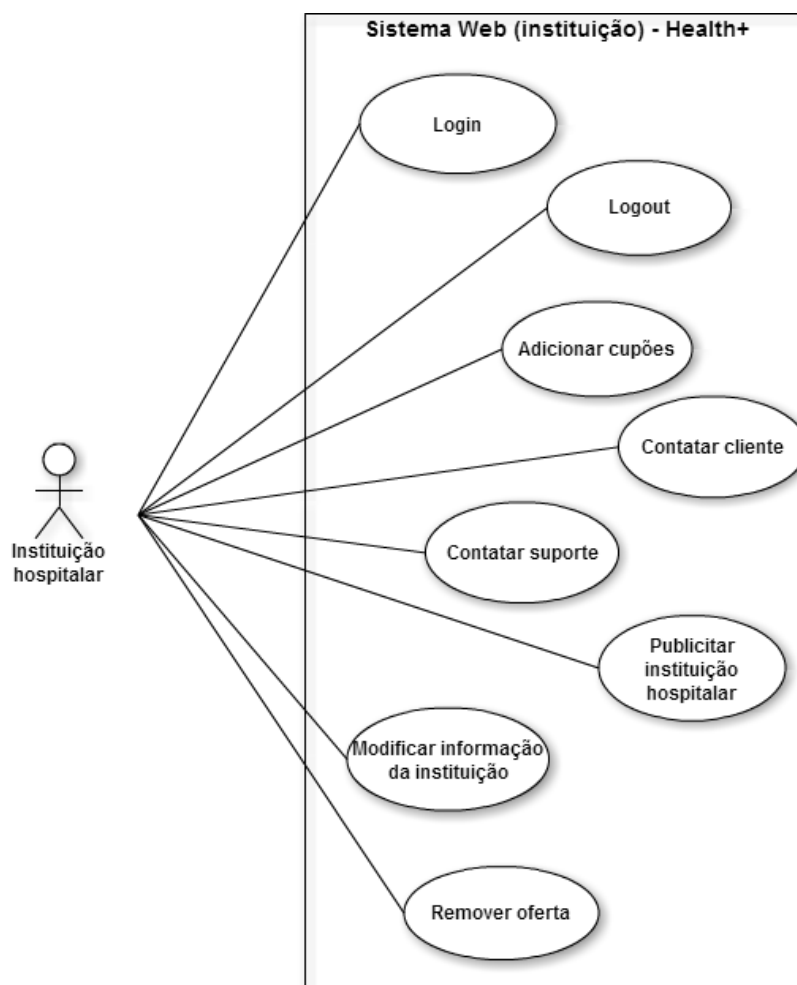 Sistema Web (instituição) - Health+
Login
Logout
Adicionar cupões
Contatar cliente
Instituição
hospitalar
Contatar suporte
Publicitar
instituição
hospitalar
Modificar informação
da instituição
Remover oferta